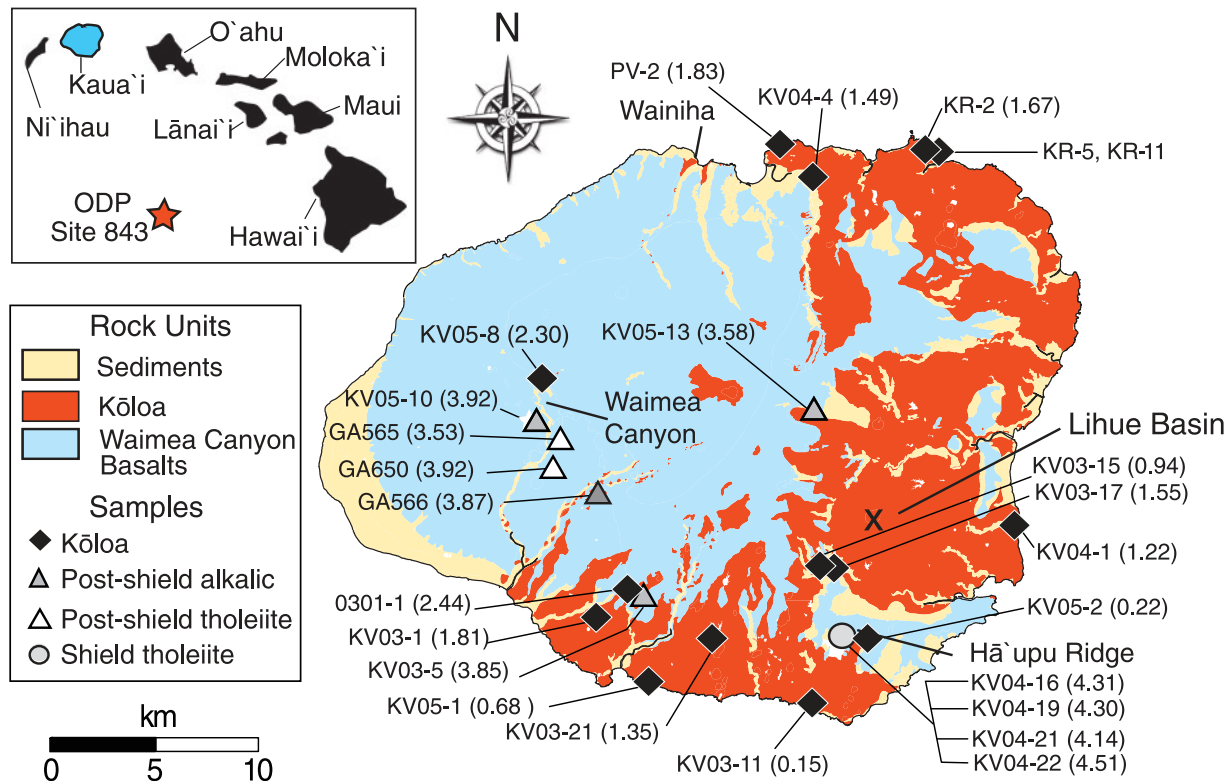 O`ahu
Moloka`i
Kaua`i
Maui
Ni`ihau
Lānai`i
ODP
Site 843
Hawai`i
N
PV-2 (1.83)
KV04-4 (1.49)
KR-2 (1.67)
Wainiha
KR-5, KR-11
Rock Units
Sediments
Kōloa
Waimea Canyon
Basalts
Samples
Kōloa
Post-shield alkalic
Post-shield tholeiite
Shield tholeiite
km
0 5 10
KV05-8 (2.30)
KV05-13 (3.58)
KV05-10 (3.92)
Waimea
Canyon
GA565 (3.53)
GA650 (3.92)
GA566 (3.87)
Lihue Basin
KV03-15 (0.94)
KV03-17 (1.55)
X
KV04-1 (1.22)
0301-1 (2.44)
KV05-2 (0.22)
KV03-1 (1.81)
Hā`upu Ridge
KV03-5 (3.85)
KV04-16 (4.31)
KV05-1 (0.68)
KV04-19 (4.30)
KV03-21 (1.35)
KV04-21 (4.14)
KV03-11 (0.15)
KV04-22 (4.51)